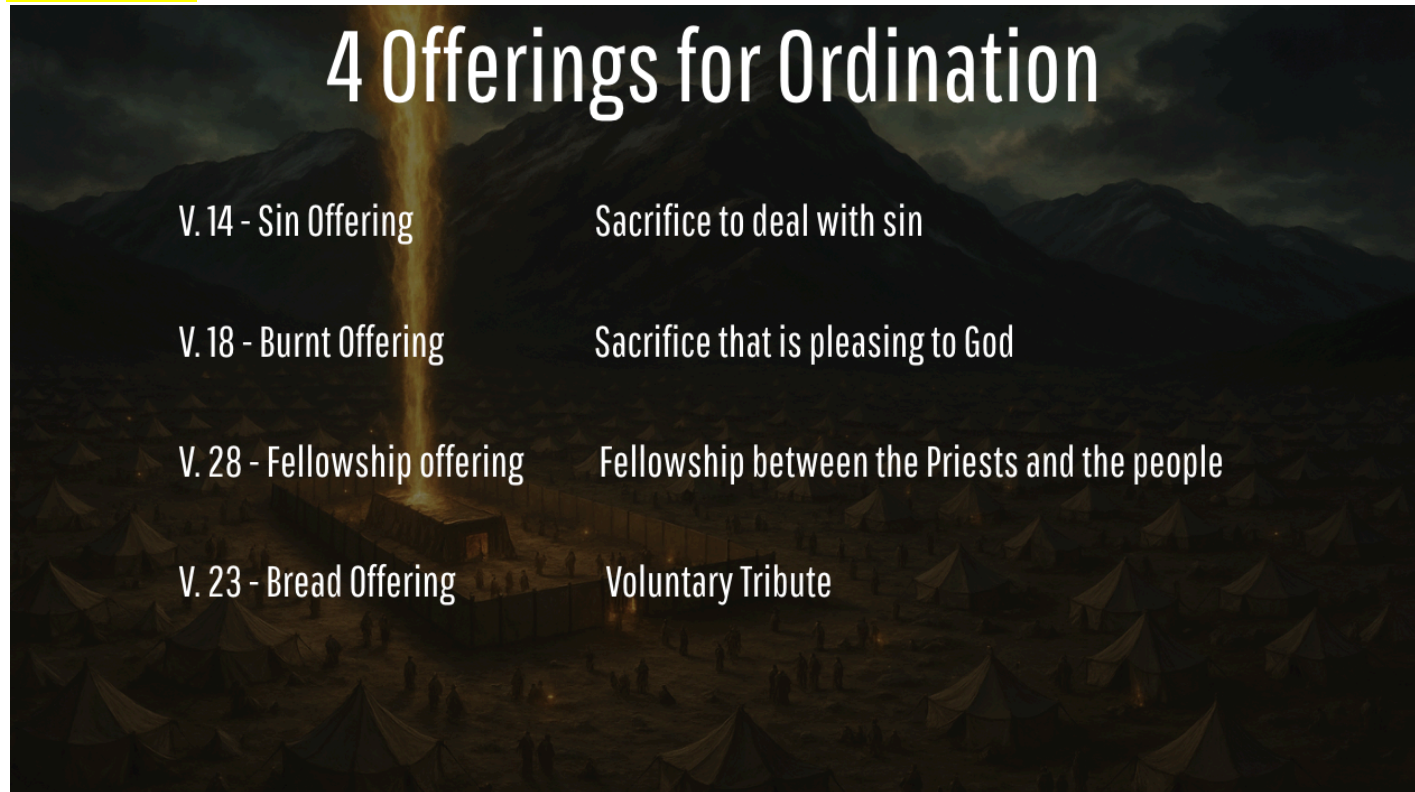 4 Offerings for Ordination
V. 14 - Sin Offering Sacrifice to deal with sin
V. 18 - Burnt Offering Sacrifice that is pleasing to God
V. 28 - Fellowship offering Fellowship between the Priests and the people
V. 23 - Bread Offering Voluntary Tribute